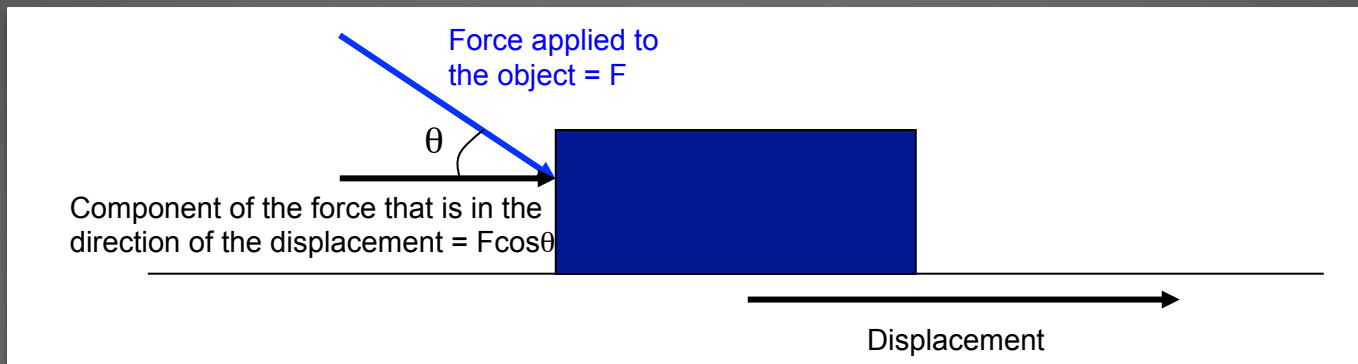 Force applied to
the object = F
θ
Component of the force that is in the
direction of the displacement = Fcosθ
Displacement